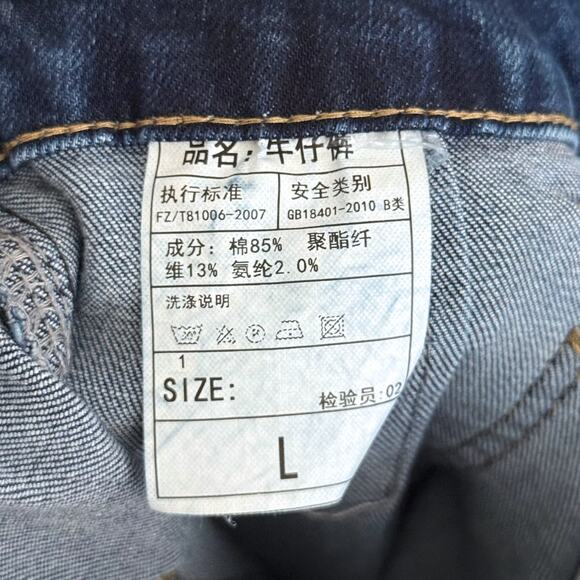 品名：牛仔裤
执行标准 安全类别
FZ/T81006-2007 GB18401-2010 B类
成分：棉85% 聚酯纤
维13% 氨纶2.0%
洗涤说明
1
SIZE:
检验员:02
L